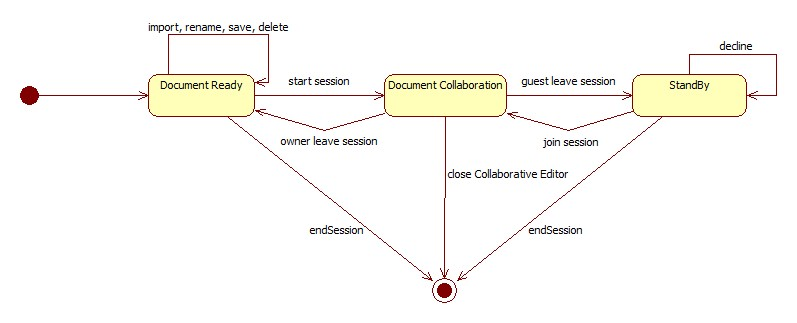 import, rename, save, delete
decline
Document Ready
start session
Document Collaboration
guest leave session
StandBy
owner leave session
join session
close Collaborative Editor
endSession
endSession